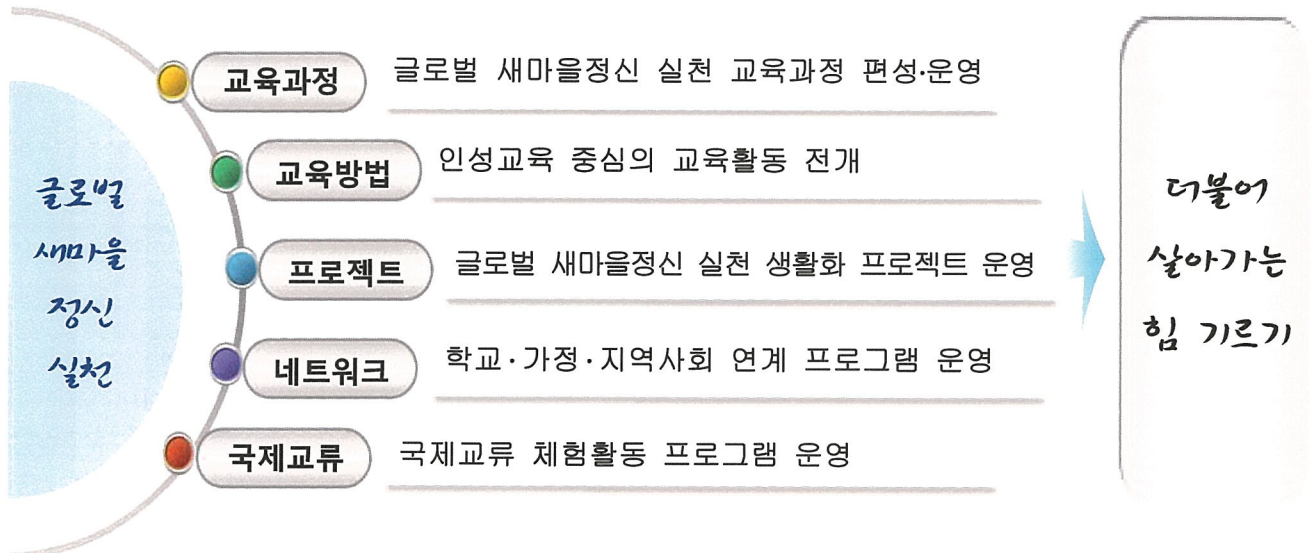 글로벌
새마을
정신
실천
교육과정
글로벌 새마을정신 실천 교육과정 편성·운영
교육방법
인성교육 중심의 교육활동 전개
프로젝트
글로벌 새마을정신 실천 생활화 프로젝트 운영
네트워크
학교·가정·지역사회 연계 프로그램 운영
국제교류
국제교류 체험활동 프로그램 운영
더불어
살아가는
힘 기르기